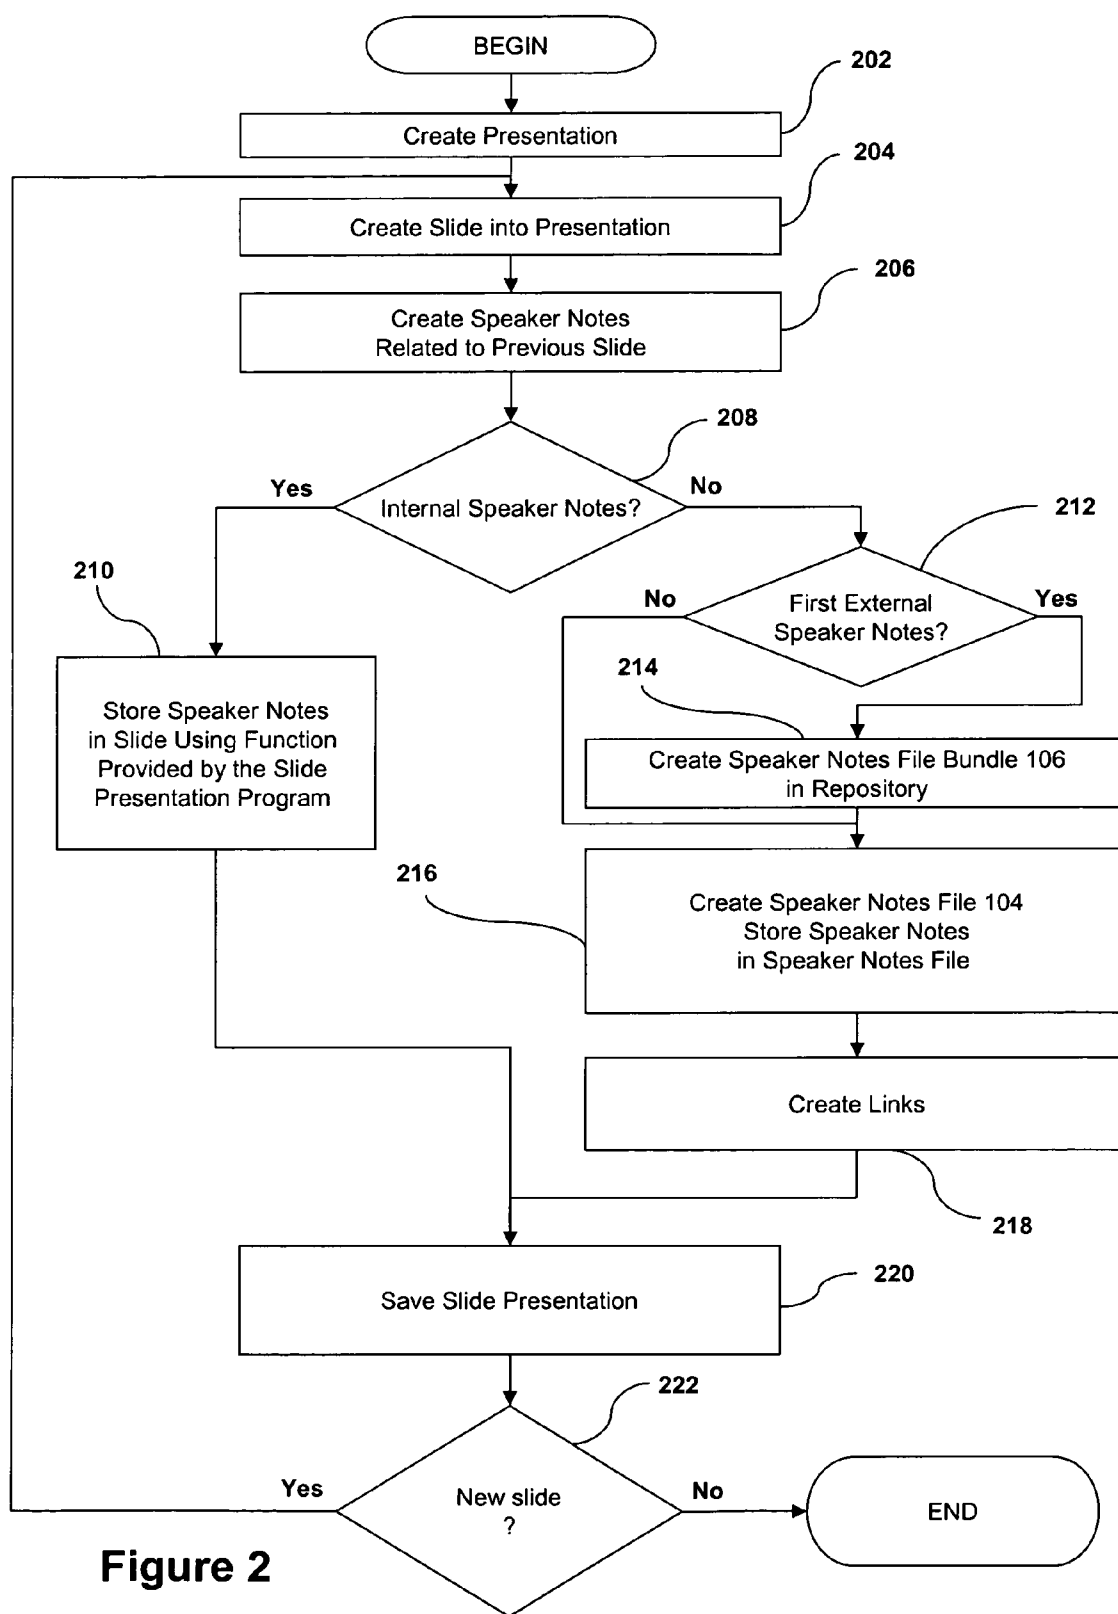 BEGIN
202
Create Presentation
204
Create Slide into Presentation
206
Create Speaker Notes
Related to Previous Slide
208
Yes
No
Internal Speaker Notes?
212
210
No
Yes
First External
Speaker Notes?
214
Store Speaker Notes
in Slide Using Function
Provided by the Slide
Presentation Program
Create Speaker Notes File Bundle 106
in Repository
216
Create Speaker Notes File 104
Store Speaker Notes
in Speaker Notes File
Create Links
218
220
Save Slide Presentation
222
Yes
No
New slide
?
END
Figure 2